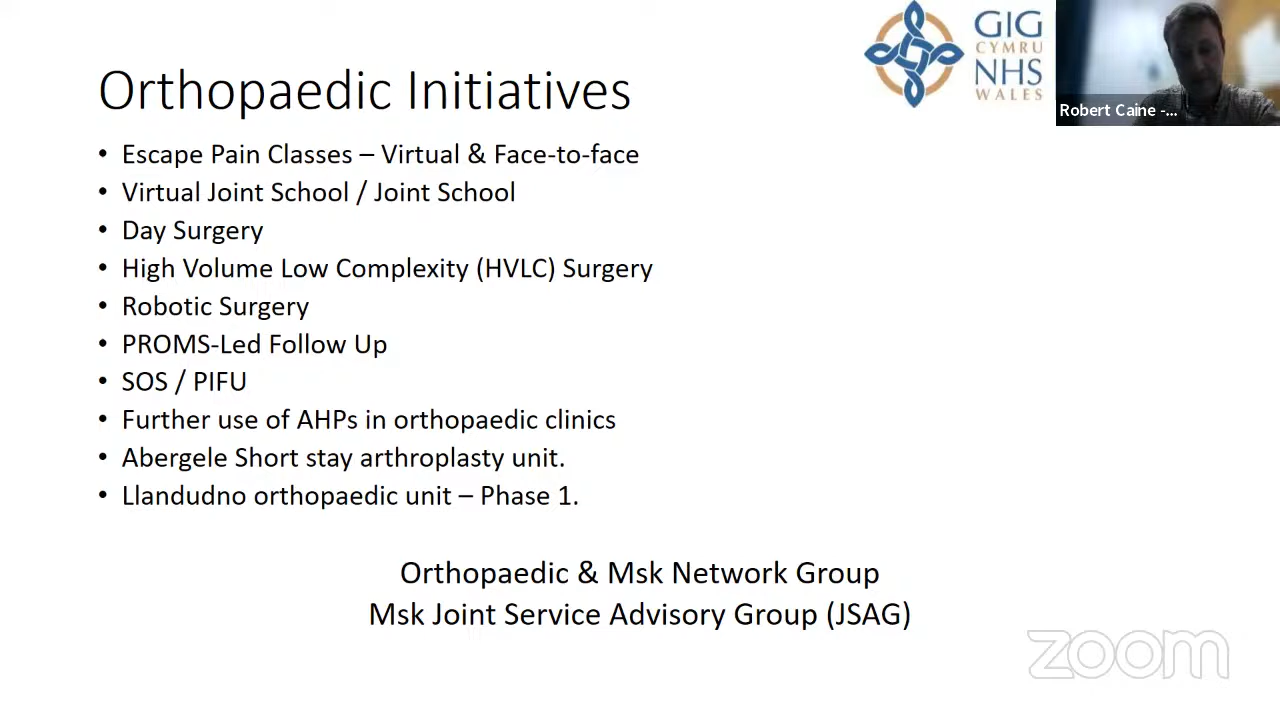 GIG
CYMRU
NHS
WALES
Robert Caine -...
Orthopaedic Initiatives
• Escape Pain Classes – Virtual & Face-to-face
• Virtual Joint School / Joint School
• Day Surgery
• High Volume Low Complexity (HVLC) Surgery
• Robotic Surgery
• PROMS-Led Follow Up
• SOS / PIFU
• Further use of AHPs in orthopaedic clinics
• Abergele Short stay arthroplasty unit.
• Llandudno orthopaedic unit – Phase 1.
Orthopaedic & Msk Network Group
Msk Joint Service Advisory Group (JSAG)
zoom